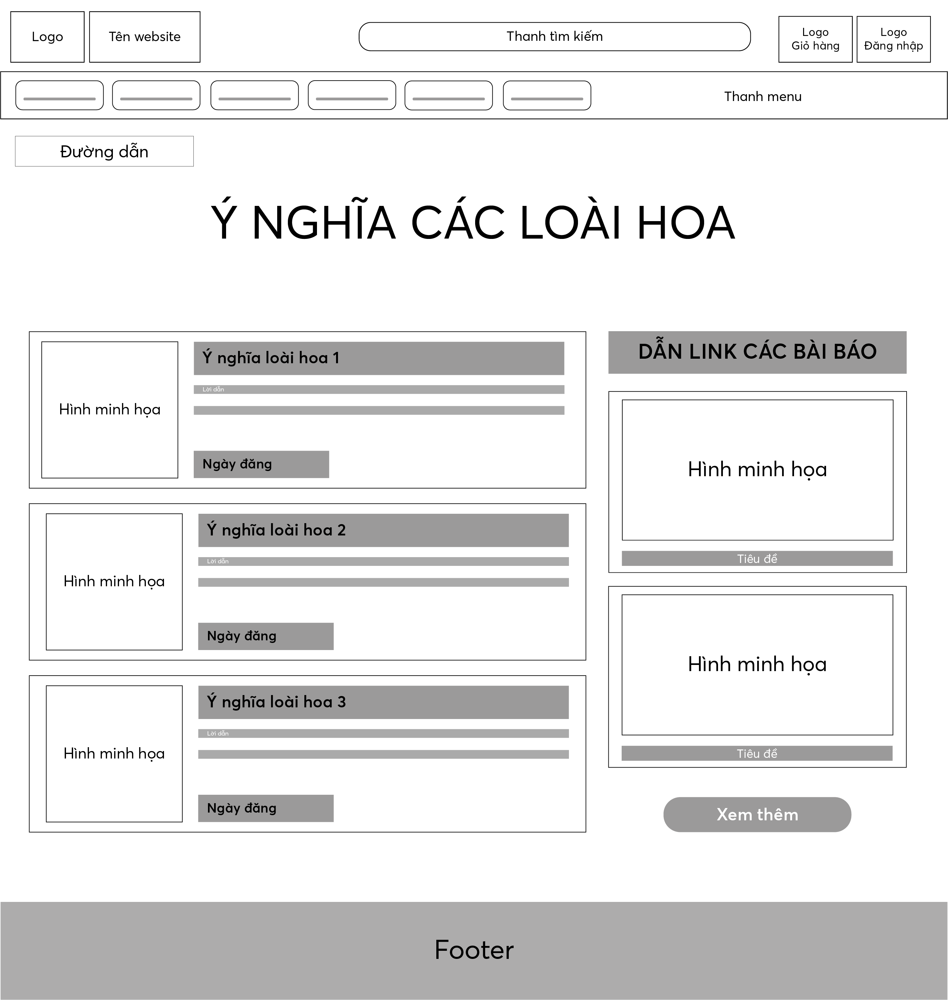 Logo
Tên website
Thanh tìm kiếm
Logo
Giỏ hàng
Logo
Đăng nhập
Thanh menu
Đường dẫn
Ý NGHĨA CÁC LOÀI HOA
Ý nghĩa loài hoa 1
Lời dẫn
Hình minh họa
Ngày đăng
Ý nghĩa loài hoa 2
Lời dẫn
Hình minh họa
Ngày đăng
Ý nghĩa loài hoa 3
Lời dẫn
Hình minh họa
Ngày đăng
DẪN LINK CÁC BÀI BÁO
Hình minh họa
Tiêu đề
Hình minh họa
Tiêu đề
Xem thêm
Footer